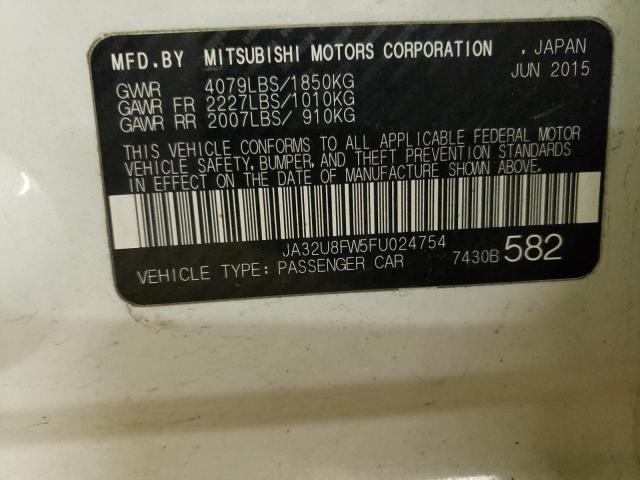 MFD.BY MITSUBISHI MOTORS CORPORATION . JAPAN
JUN 2015
GVWR 4079LBS/1850KG
GAWR FR 2227LBS/1010KG
GAWR RR 2007LBS/ 910KG
THIS VEHICLE CONFORMS TO ALL APPLICABLE FEDERAL MOTOR
VEHICLE SAFETY, BUMPER, AND THEFT PREVENTION STANDARDS
IN EFFECT ON THE DATE OF MANUFACTURE SHOWN ABOVE.
JA32U8FW5FU024754
VEHICLE TYPE: PASSENGER CAR 7430B 582